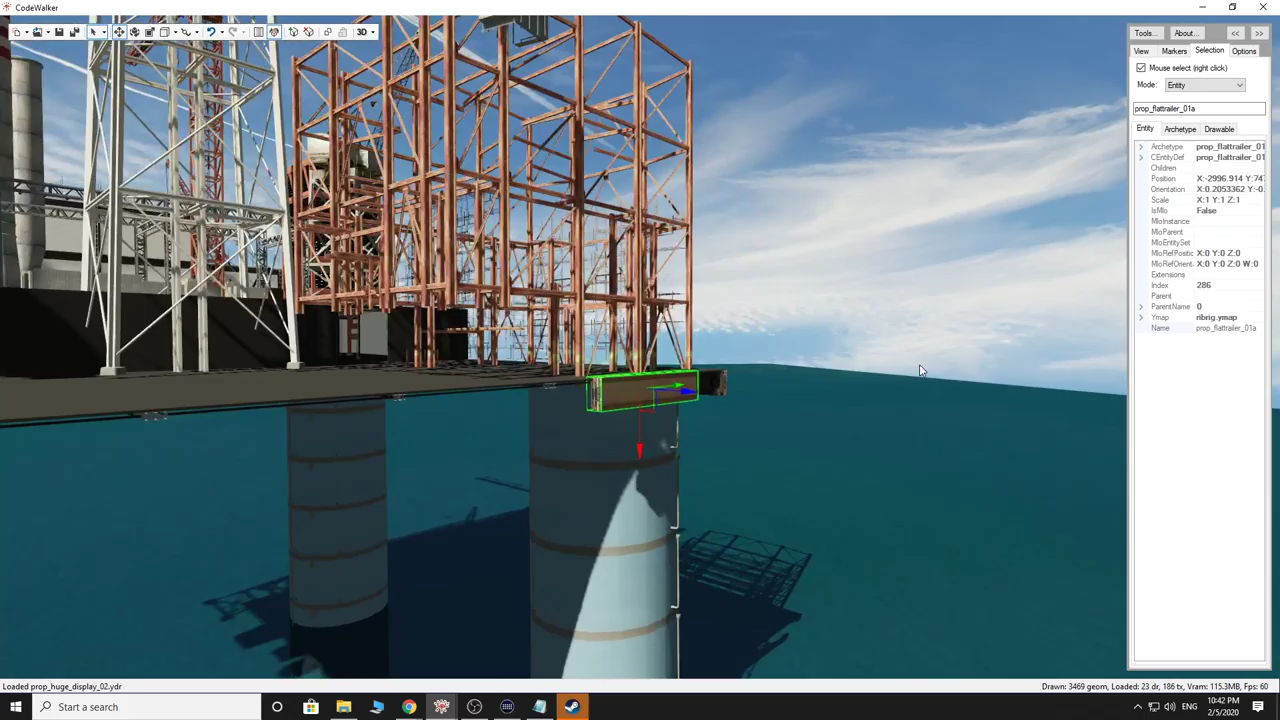 CodeWalker
3D
Tools...
About...
<<
>>
View
Markers
Selection
Options
Mouse select (right click)
Mode:
Entity
prop_flattrailer_01a
Entity
Archetype
Drawable
Archetype prop_flattrailer_01
CEntityDef prop_flattrailer_01
Children
Position X:-2996.914 Y:74
Orientation X:0.2053362 Y:-0.
Scale X:1 Y:1 Z:1
IsMlo False
MloInstance
MloParent
MloEntitySet
MloRefPositic X:0 Y:0 Z:0
MloRefOrient X:0 Y:0 Z:0 W:0
Extensions
Index 286
Parent
ParentName 0
Ymap ribrig.ymap
Name prop_flattrailer_01a
Loaded prop_huge_display_02.ydr
Drawn: 3469 geom, Loaded: 23 dr, 186 tx, Vram: 115.3MB, Fps: 60
Start a search
ENG
10:42 PM
2/5/2020